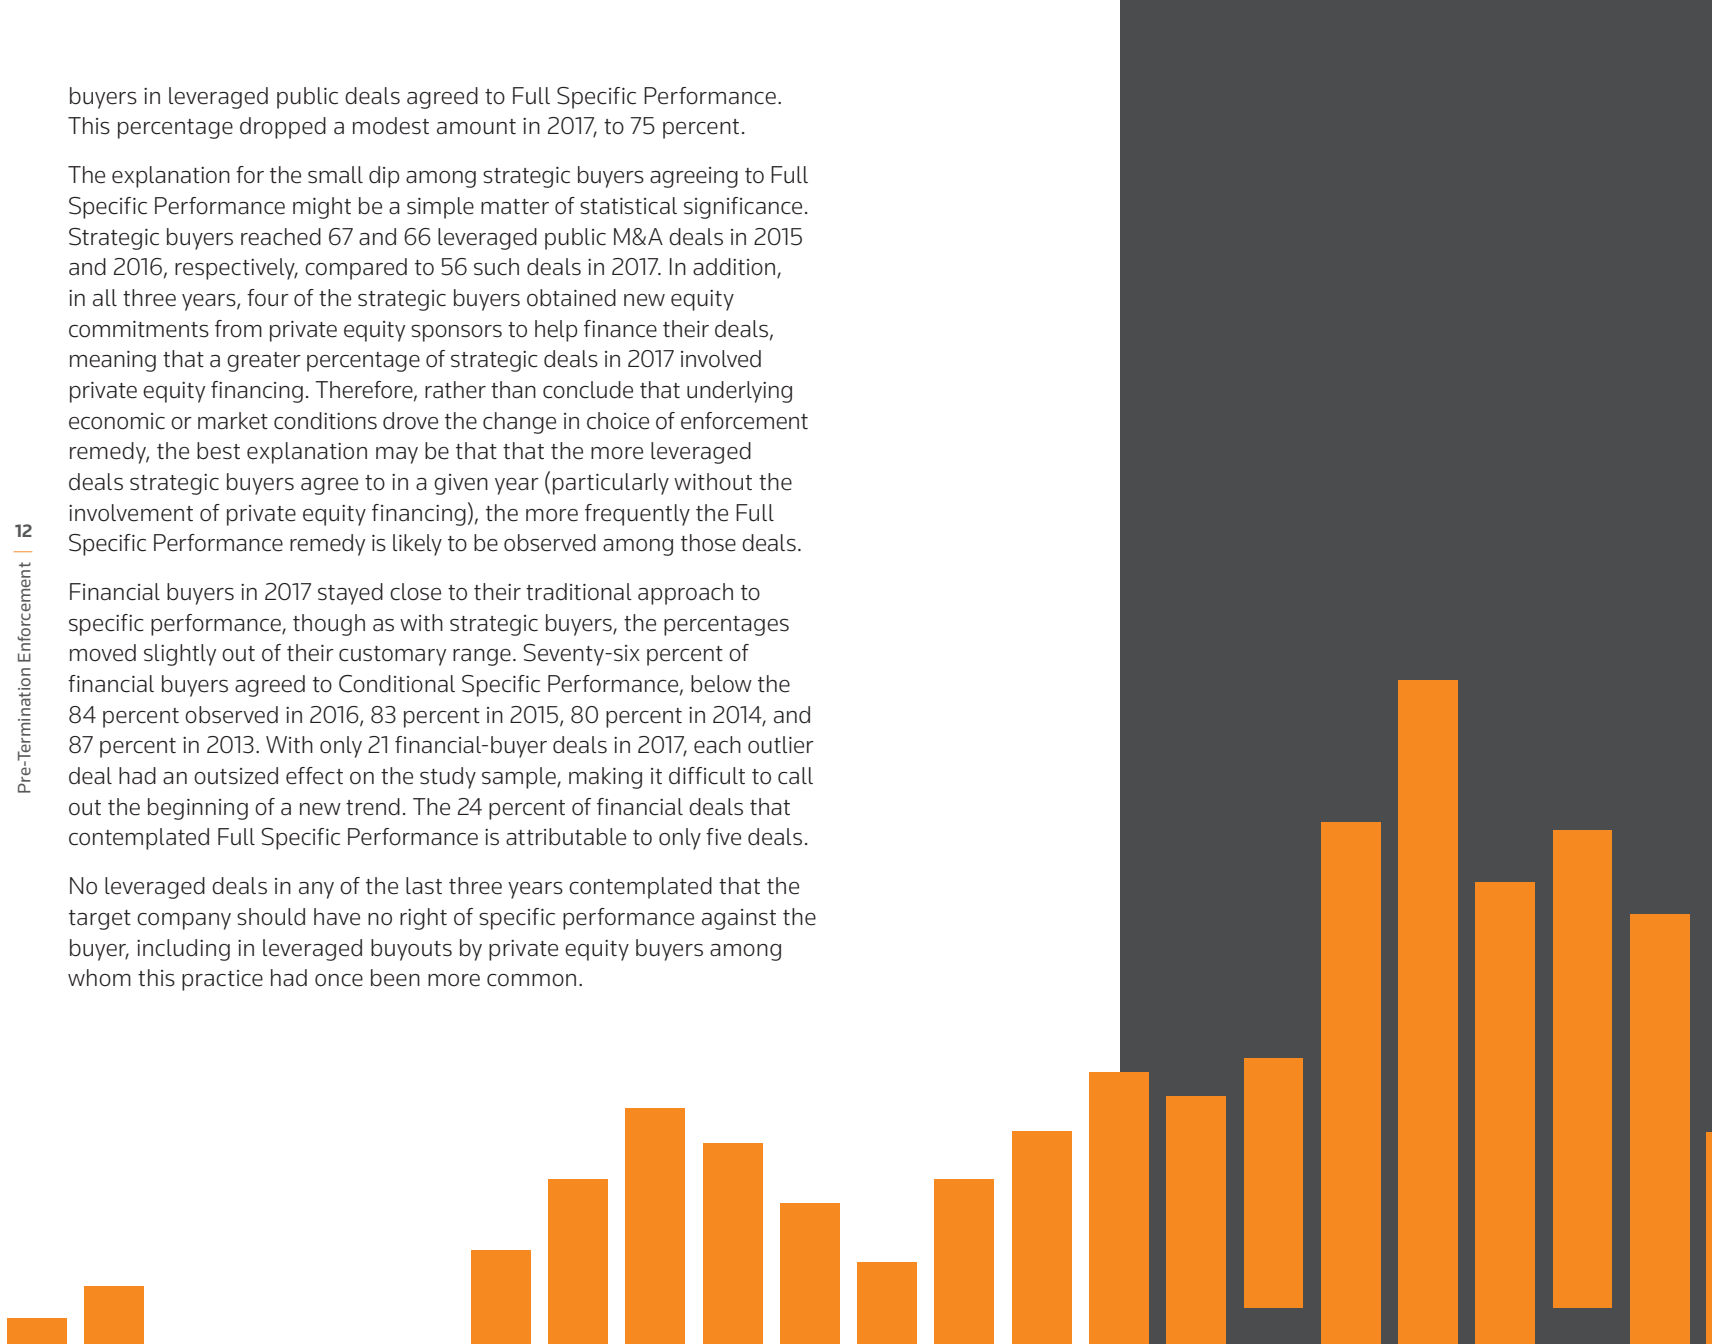 buyers in leveraged public deals agreed to Full Specific Performance.
This percentage dropped a modest amount in 2017, to 75 percent.
The explanation for the small dip among strategic buyers agreeing to Full
Specific Performance might be a simple matter of statistical significance.
Strategic buyers reached 67 and 66 leveraged public M&A deals in 2015
and 2016, respectively, compared to 56 such deals in 2017. In addition,
in all three years, four of the strategic buyers obtained new equity
commitments from private equity sponsors to help finance their deals,
meaning that a greater percentage of strategic deals in 2017 involved
private equity financing. Therefore, rather than conclude that underlying
economic or market conditions drove the change in choice of enforcement
remedy, the best explanation may be that that the more leveraged
deals strategic buyers agree to in a given year (particularly without the
involvement of private equity financing), the more frequently the Full
Specific Performance remedy is likely to be observed among those deals.
Financial buyers in 2017 stayed close to their traditional approach to
specific performance, though as with strategic buyers, the percentages
moved slightly out of their customary range. Seventy-six percent of
financial buyers agreed to Conditional Specific Performance, below the
84 percent observed in 2016, 83 percent in 2015, 80 percent in 2014, and
87 percent in 2013. With only 21 financial-buyer deals in 2017, each outlier
deal had an outsized effect on the study sample, making it difficult to call
out the beginning of a new trend. The 24 percent of financial deals that
contemplated Full Specific Performance is attributable to only five deals.
No leveraged deals in any of the last three years contemplated that the
target company should have no right of specific performance against the
buyer, including in leveraged buyouts by private equity buyers among
whom this practice had once been more common.
Pre-Termination Enforcement | 12